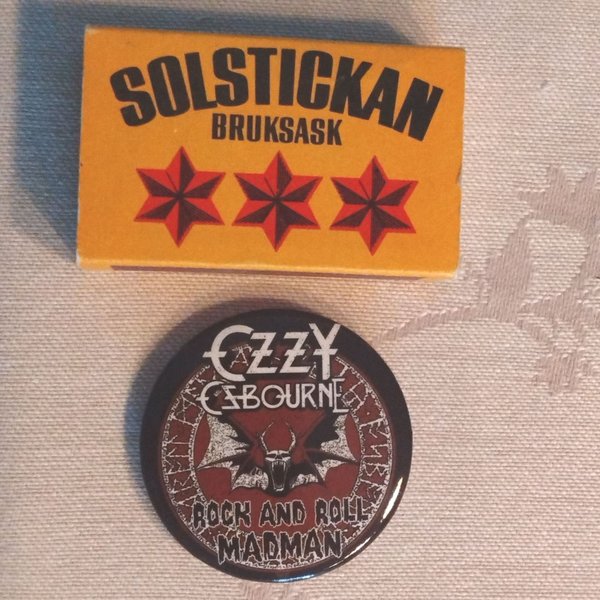 SOLSTICKAN
BRUKSASK
OZZY
OSBOURNE
ROCK AND ROLL
MADMAN